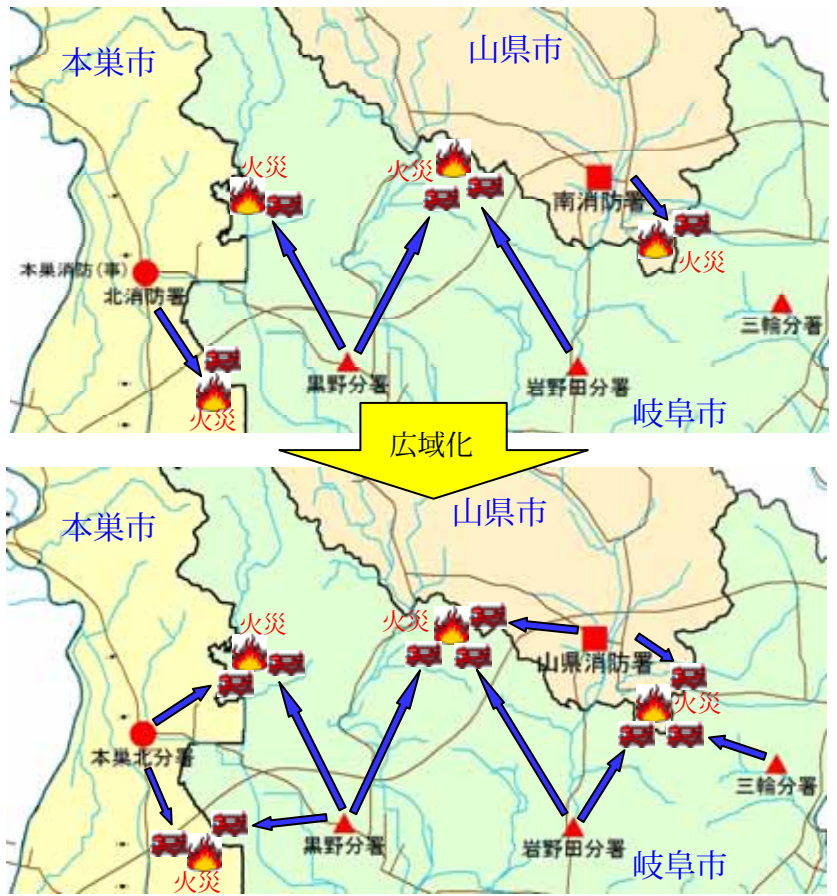 本巣市
山県市
火災
火災
南消防署
火災
本巣消防(事)
北消防署
三輪分署
黒野分署
岩野田分署
火災
岐阜市
広域化
本巣市
山県市
火災
火災
山県消防署
火災
本巣北分署
三輪分署
黒野分署
岩野田分署
岐阜市
火災